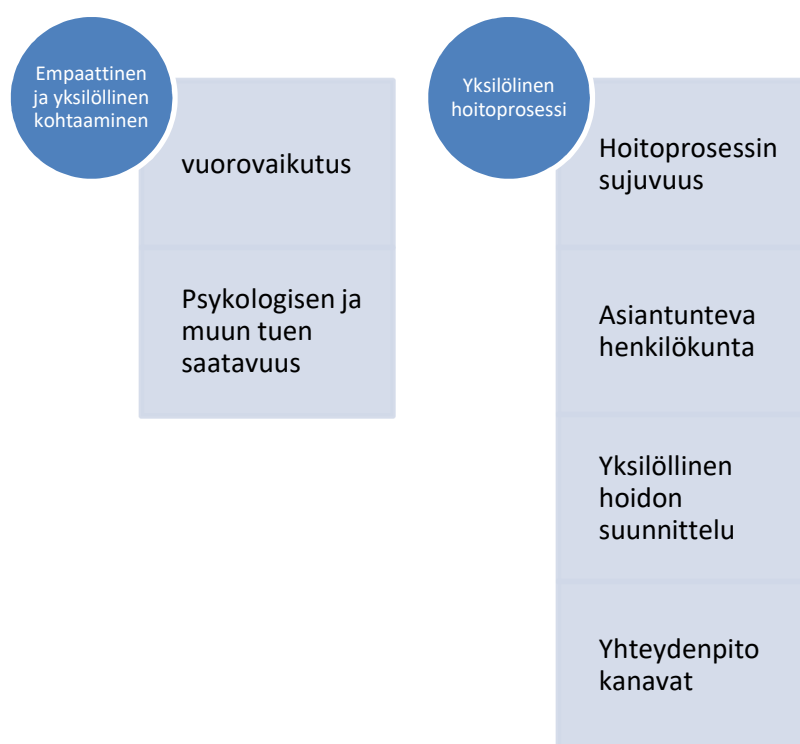 Empaattinen
ja yksilöllinen
kohtaaminen
vuorovaikutus
Psykologisen ja
muun tuen
saatavuus
Yksilölinen
hoitoprosessi
Hoitoprosessin
sujuvuus
Asiantunteva
henkilökunta
Yksilöllinen
hoidon
suunnittelu
Yhteydenpito
kanavat